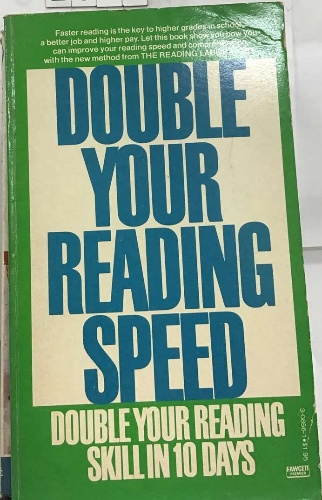 Faster reading is the key to higher grades in school,
a better job and higher pay. Let this book show you how you
can improve your reading speed and comprehension
with the new method from THE READING LABORATORY
DOUBLE
YOUR
READING
SPEED
DOUBLE YOUR READING
SKILL IN 10 DAYS
FAWCETT
PREMIER